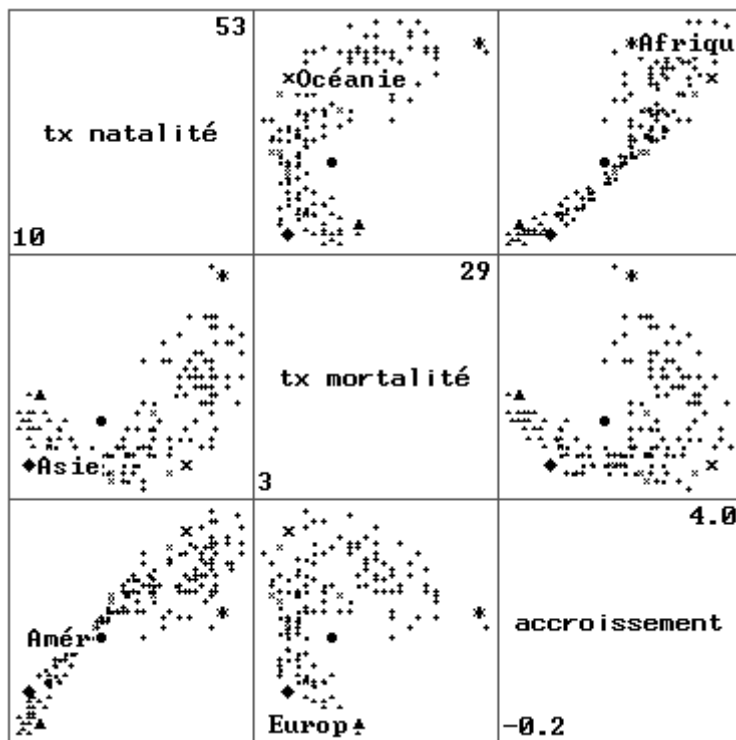 53
Afriqu
Océanie
tx natalité
10
29
tx mortalité
Asie
3
4.0
Amér
accroissement
Europ
-0.2